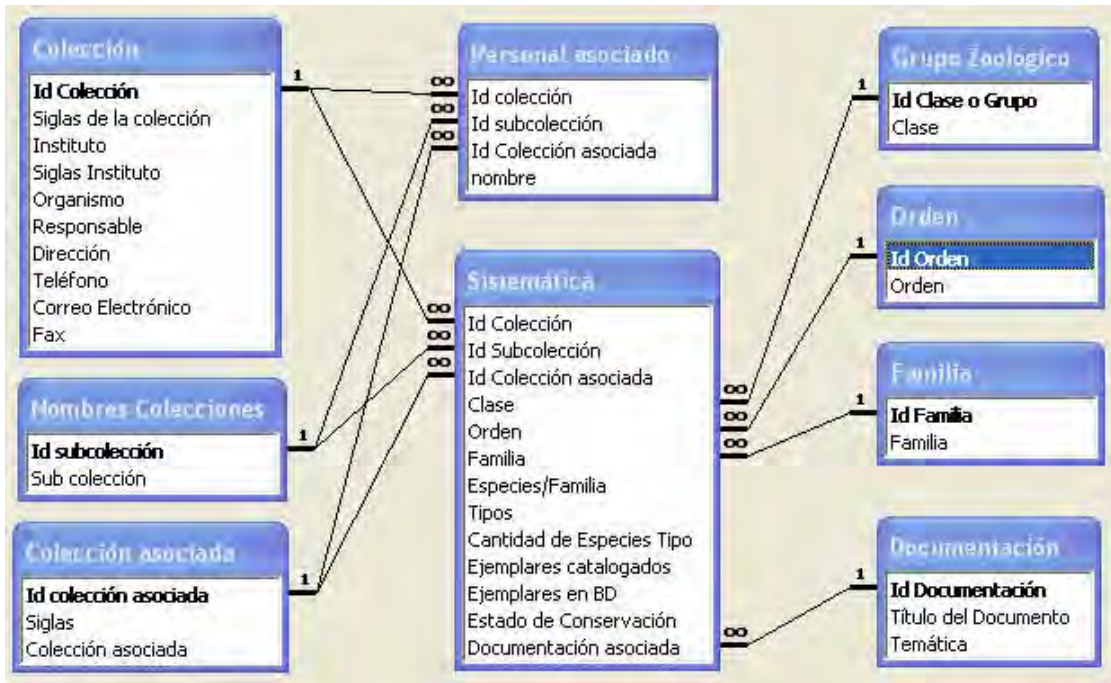 Colección
Id Colección
Siglas de la colección
Instituto
Siglas Instituto
Organismo
Responsable
Dirección
Teléfono
Correo Electrónico
Fax
Nombres Colecciones
Id subcolección
Sub colección
Colección asociada
Id colección asociada
Siglas
Colección asociada
1
1
1
Personal asociado
Id colección
Id subcolección
Id Colección asociada
nombre
∞
∞
∞
Sistemática
Id Colección
Id Subcolección
Id Colección asociada
Clase
Orden
Familia
Especies/Familia
Tipos
Cantidad de Especies Tipo
Ejemplares catalogados
Ejemplares en BD
Estado de Conservación
Documentación asociada
∞
∞
∞
∞
∞
∞
∞
Grupo Zoológico
1
Id Clase o Grupo
Clase
Orden
1
Id Orden
Orden
Familia
1
Id Familia
Familia
Documentación
1
Id Documentación
Título del Documento
Temática